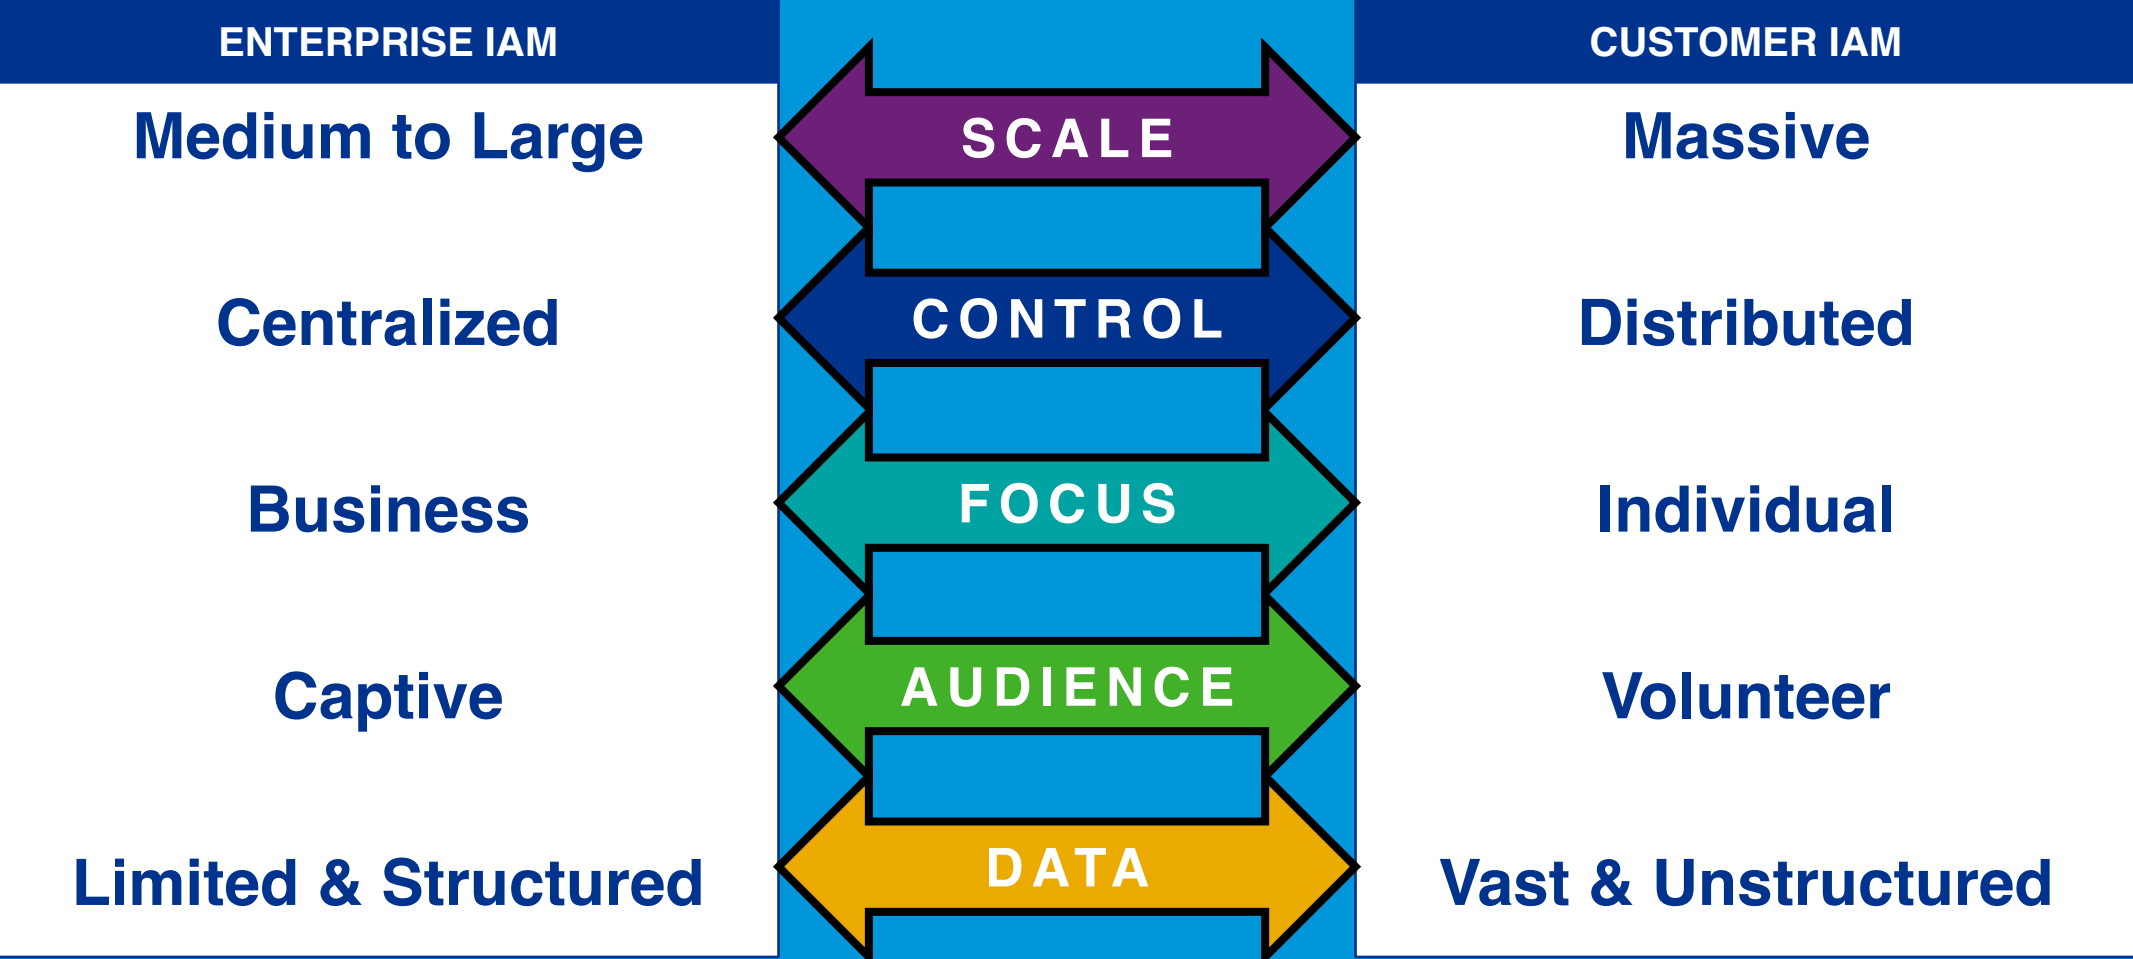 ENTERPRISE IAM
CUSTOMER IAM
Medium to Large
SCALE
Massive
Centralized
CONTROL
Distributed
Business
FOCUS
Individual
Captive
AUDIENCE
Volunteer
Limited & Structured
DATA
Vast & Unstructured